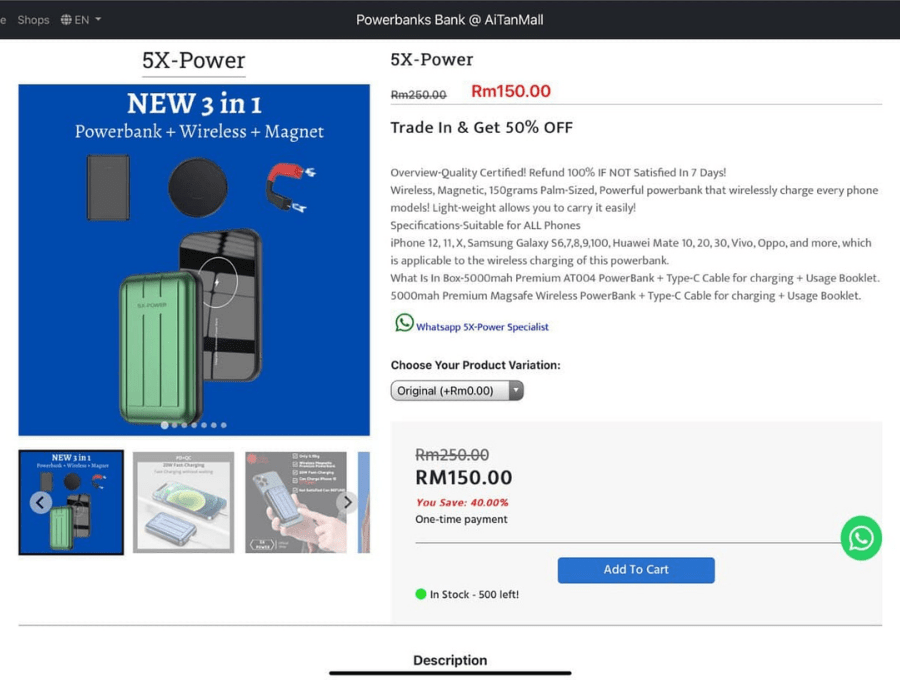 e Shops EN
Powerbanks Bank @ AiTanMall
5X-Power
NEW 3 in 1
Powerbank + Wireless + Magnet
5X-POWER
NEW 3 in 1
Powerbank + Wireless + Magnet
PD+QC
20W Fast-Charging
Fast Charging without waiting
5X-Power
Rm250.00 Rm150.00
Trade In & Get 50% OFF
Overview-Quality Certified! Refund 100% IF NOT Satisfied In 7 Days!
Wireless, Magnetic, 150grams Palm-Sized, Powerful powerbank that wirelessly charge every phone
models! Light-weight allows you to carry it easily!
Specifications-Suitable for ALL Phones
iPhone 12, 11, X, Samsung Galaxy S6,7,8,9,100, Huawei Mate 10, 20, 30, Vivo, Oppo, and more, which
is applicable to the wireless charging of this powerbank.
What Is In Box-5000mah Premium AT004 PowerBank + Type-C Cable for charging + Usage Booklet.
5000mah Premium Magsafe Wireless PowerBank + Type-C Cable for charging + Usage Booklet.
Whatsapp 5X-Power Specialist
Choose Your Product Variation:
Original (+Rm0.00)
Rm250.00
RM150.00
You Save: 40.00%
One-time payment
Add To Cart
In Stock - 500 left!
Description